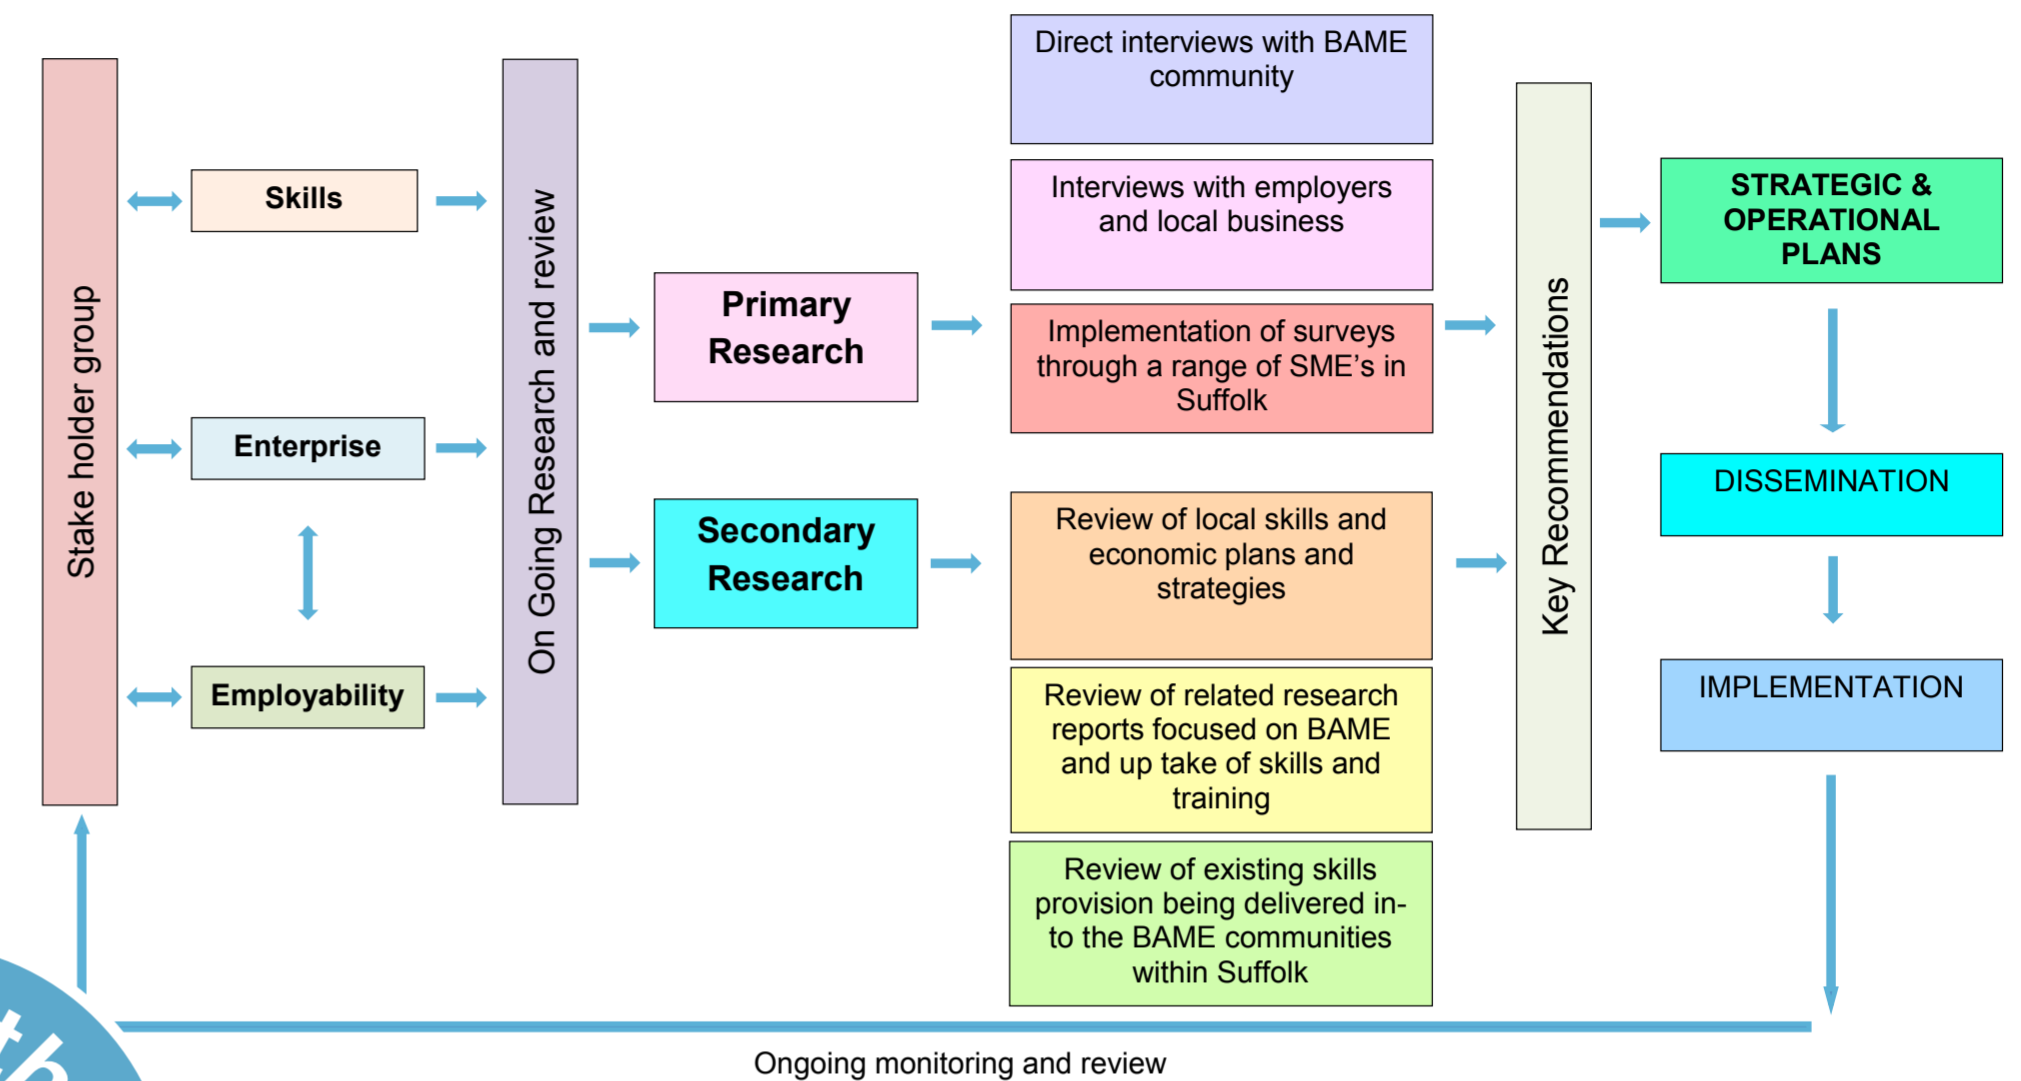 Stake holder group
Skills
Enterprise
Employability
On Going Research and review
Primary
Research
Secondary
Research
Direct interviews with BAME
community
Interviews with employers
and local business
Implementation of surveys
through a range of SME's in
Suffolk
Review of local skills and
economic plans and
strategies
Review of related research
reports focused on BAME
and up take of skills and
training
Review of existing skills
provision being delivered in-
to the BAME communities
within Suffolk
Key Recommendations
STRATEGIC &
OPERATIONAL
PLANS
DISSEMINATION
IMPLEMENTATION
Ongoing monitoring and review